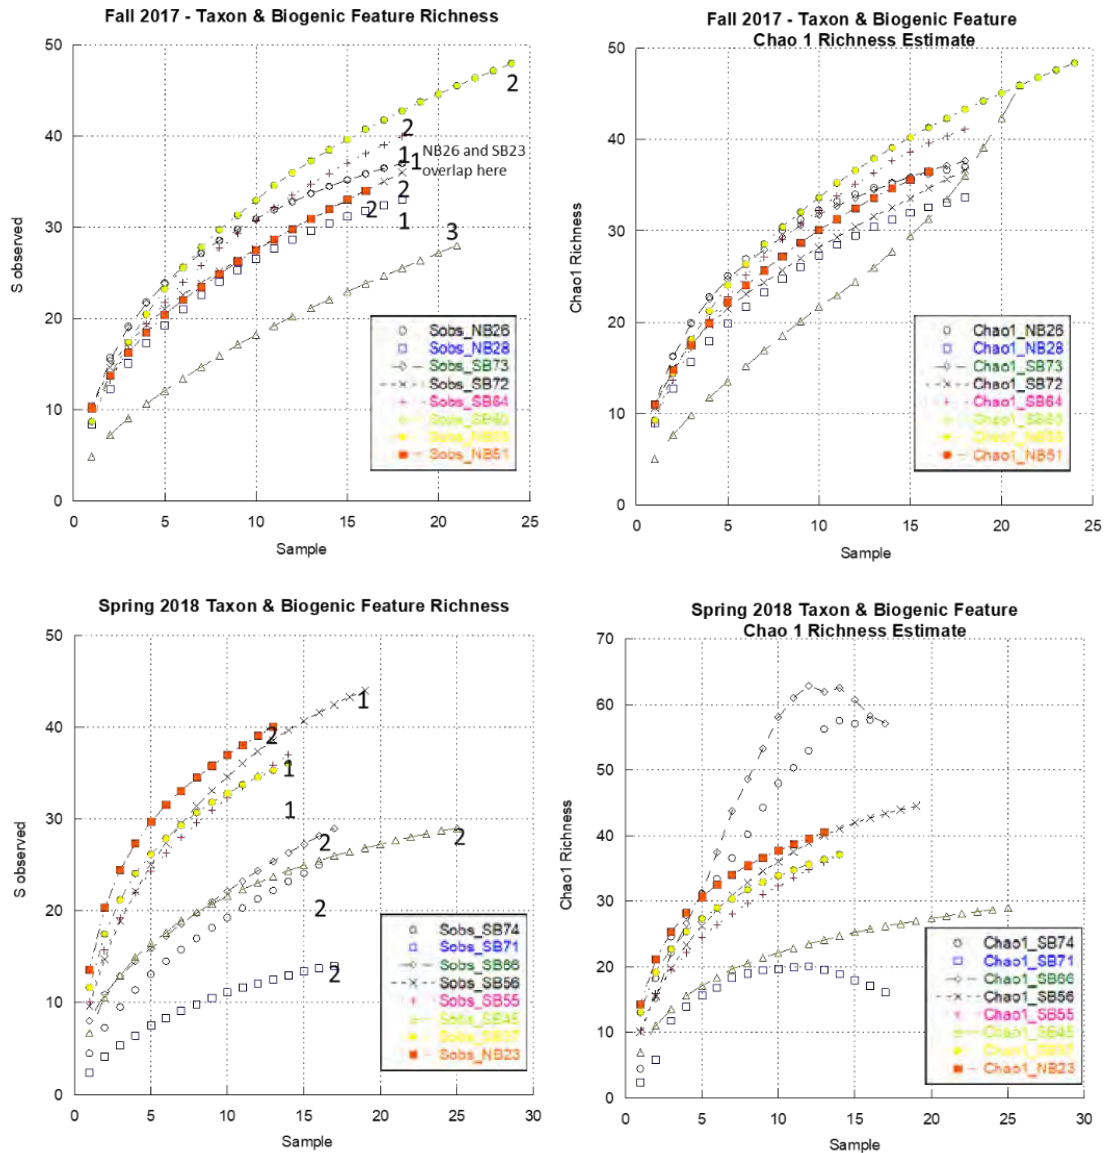 Fall 2017 - Taxon & Biogenic Feature Richness
50
40
30
20
10
0
S observed
0 5 10 15 20 25
Sample
2
2
1
1
NB26 and SB23
overlap here
2
2
1
3
Sobs_NB26
Sobs_NB28
Sobs_SB73
Sobs_SB72
Sobs_SB64
Sobs_SB60
Sobs_NB51
Fall 2017 - Taxon & Biogenic Feature
Chao 1 Richness Estimate
50
40
30
20
10
0
Chao1 Richness
0 5 10 15 20 25
Sample
Chao1_NB26
Chao1_NB28
Chao1_SB73
Chao1_SB72
Chao1_SB64
Chao1_SB60
Chao1_NB51
Spring 2018 Taxon & Biogenic Feature Richness
50
40
30
20
10
0
S observed
0 5 10 15 20 25 30
Sample
1
2
1
1
2
2
2
2
Sobs_SB74
Sobs_SB71
Sobs_SB66
Sobs_SB56
Sobs_SB55
Sobs_SB45
Sobs_SB37
Sobs_NB23
Spring 2018 Taxon & Biogenic Feature
Chao 1 Richness Estimate
70
60
50
40
30
20
10
0
Chao1 Richness
0 5 10 15 20 25 30
Sample
Chao1_SB74
Chao1_SB71
Chao1_SB66
Chao1_SB56
Chao1_SB55
Chao1_SB45
Chao1_SB37
Chao1_NB23